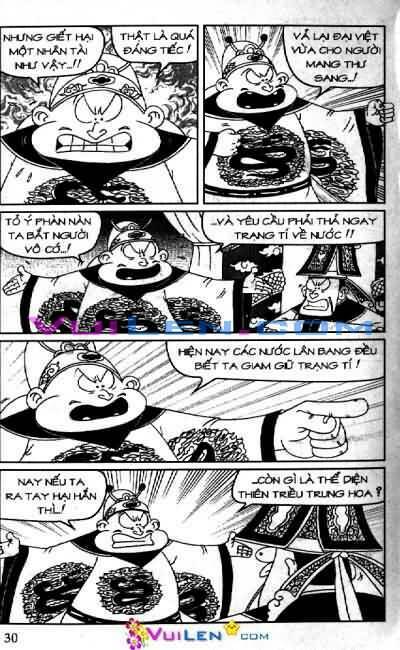 NHƯNG GIẾT HẠI
MỘT NHÂN TÀI
NHƯ VẬY...!!
THẬT LÀ QUÁ
ĐÁNG TIẾC!
VẢ LẠI ĐẠI VIỆT
VỪA CHO NGƯỜI
MANG THƯ
SANG...!
TỎ Ý PHÀN NÀN
TA BẮT NGƯỜI
VÔ CỚ...!
...VÀ YÊU CẦU PHẢI THẢ NGAY
TRẠNG TÍ VỀ NƯỚC!!
VUILEN.COM
HIỆN NAY CÁC NƯỚC LÂN BANG ĐỀU
BIẾT TA GIAM GIỮ TRẠNG TÍ!
NAY NẾU TA
RA TAY HẠI HẮN
THÌ...!
...CÒN GÌ LÀ THỂ DIỆN
THIÊN TRIỀU TRUNG HOA?
30
VUILEN.COM